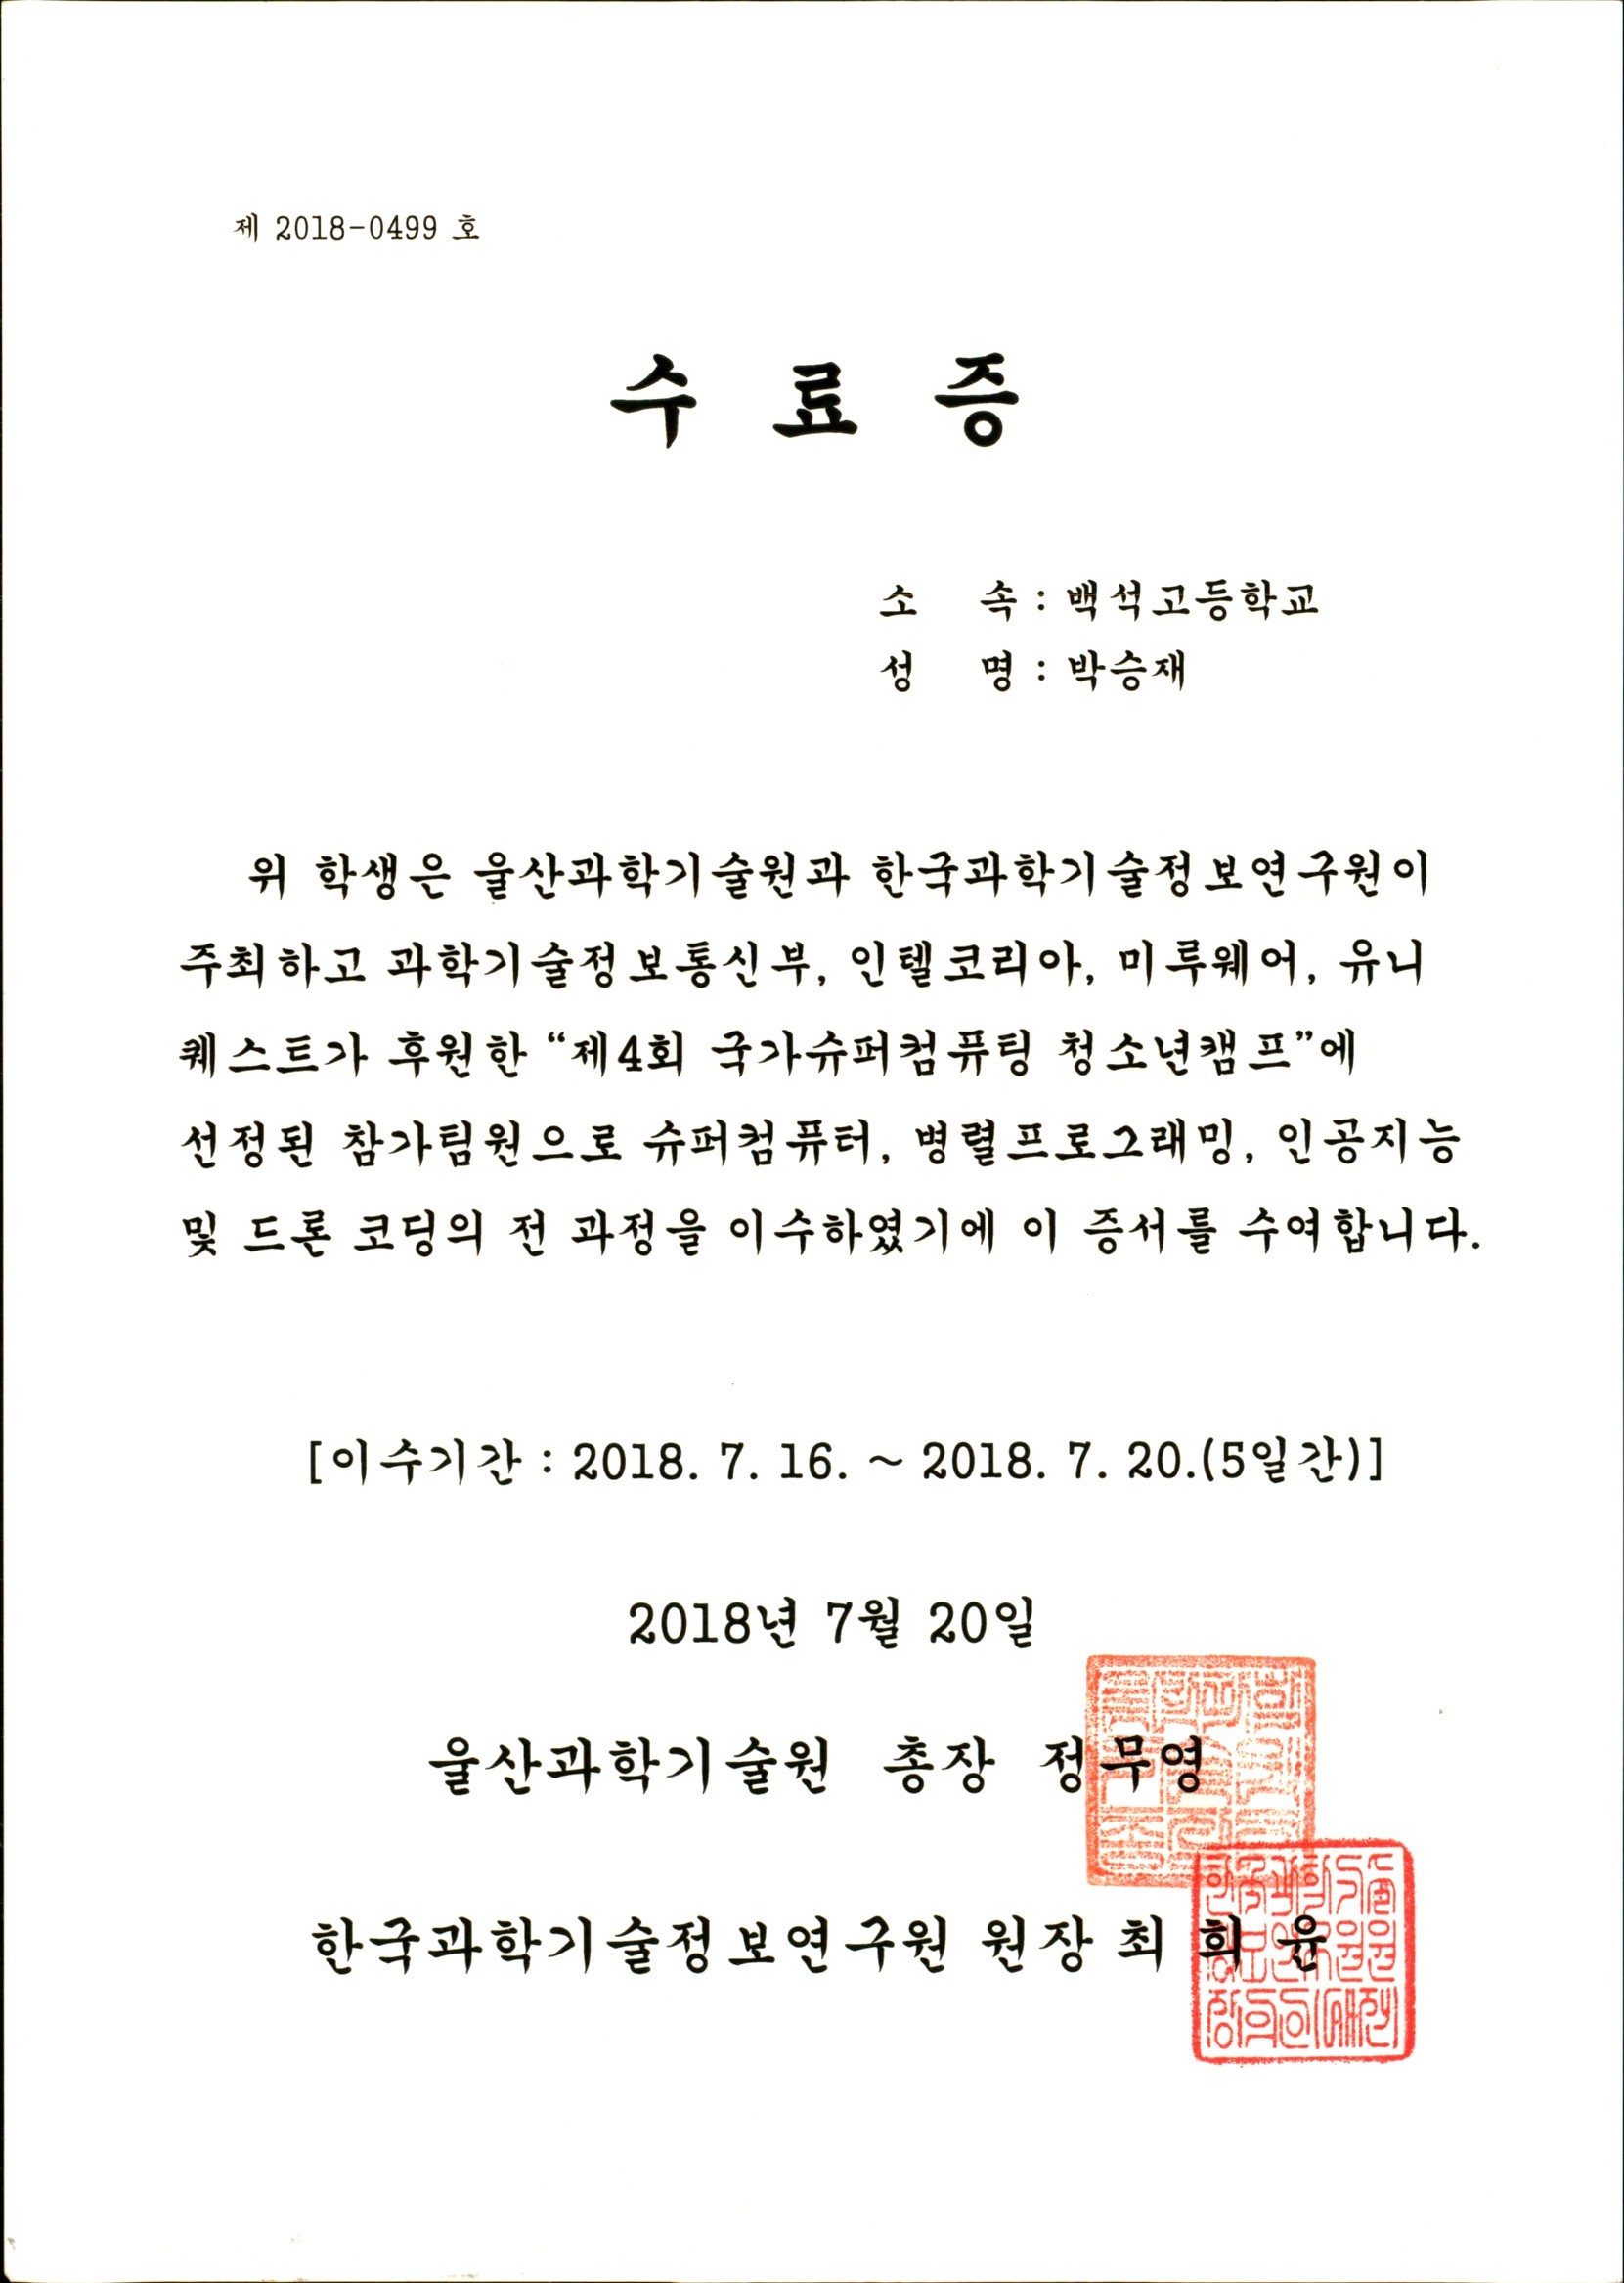 제 2018-0499 호
수 료 증
소 속 : 백석고등학교
성 명 : 박승재
위 학생은 울산과학기술원과 한국과학기술정보연구원이
주최하고 과학기술정보통신부, 인텔코리아, 미루웨어, 유니
퀘스트가 후원한 “제4회 국가슈퍼컴퓨팅 청소년캠프”에
선정된 참가팀원으로 슈퍼컴퓨터, 병렬프로그래밍, 인공지능
및 드론 코딩의 전 과정을 이수하였기에 이 증서를 수여합니다.
[이수기간 : 2018. 7. 16. ~ 2018. 7. 20.(5일간)]
2018년 7월 20일
울산과학기술원 총장 정무영
한국과학기술정보연구원 원장 최 희 윤